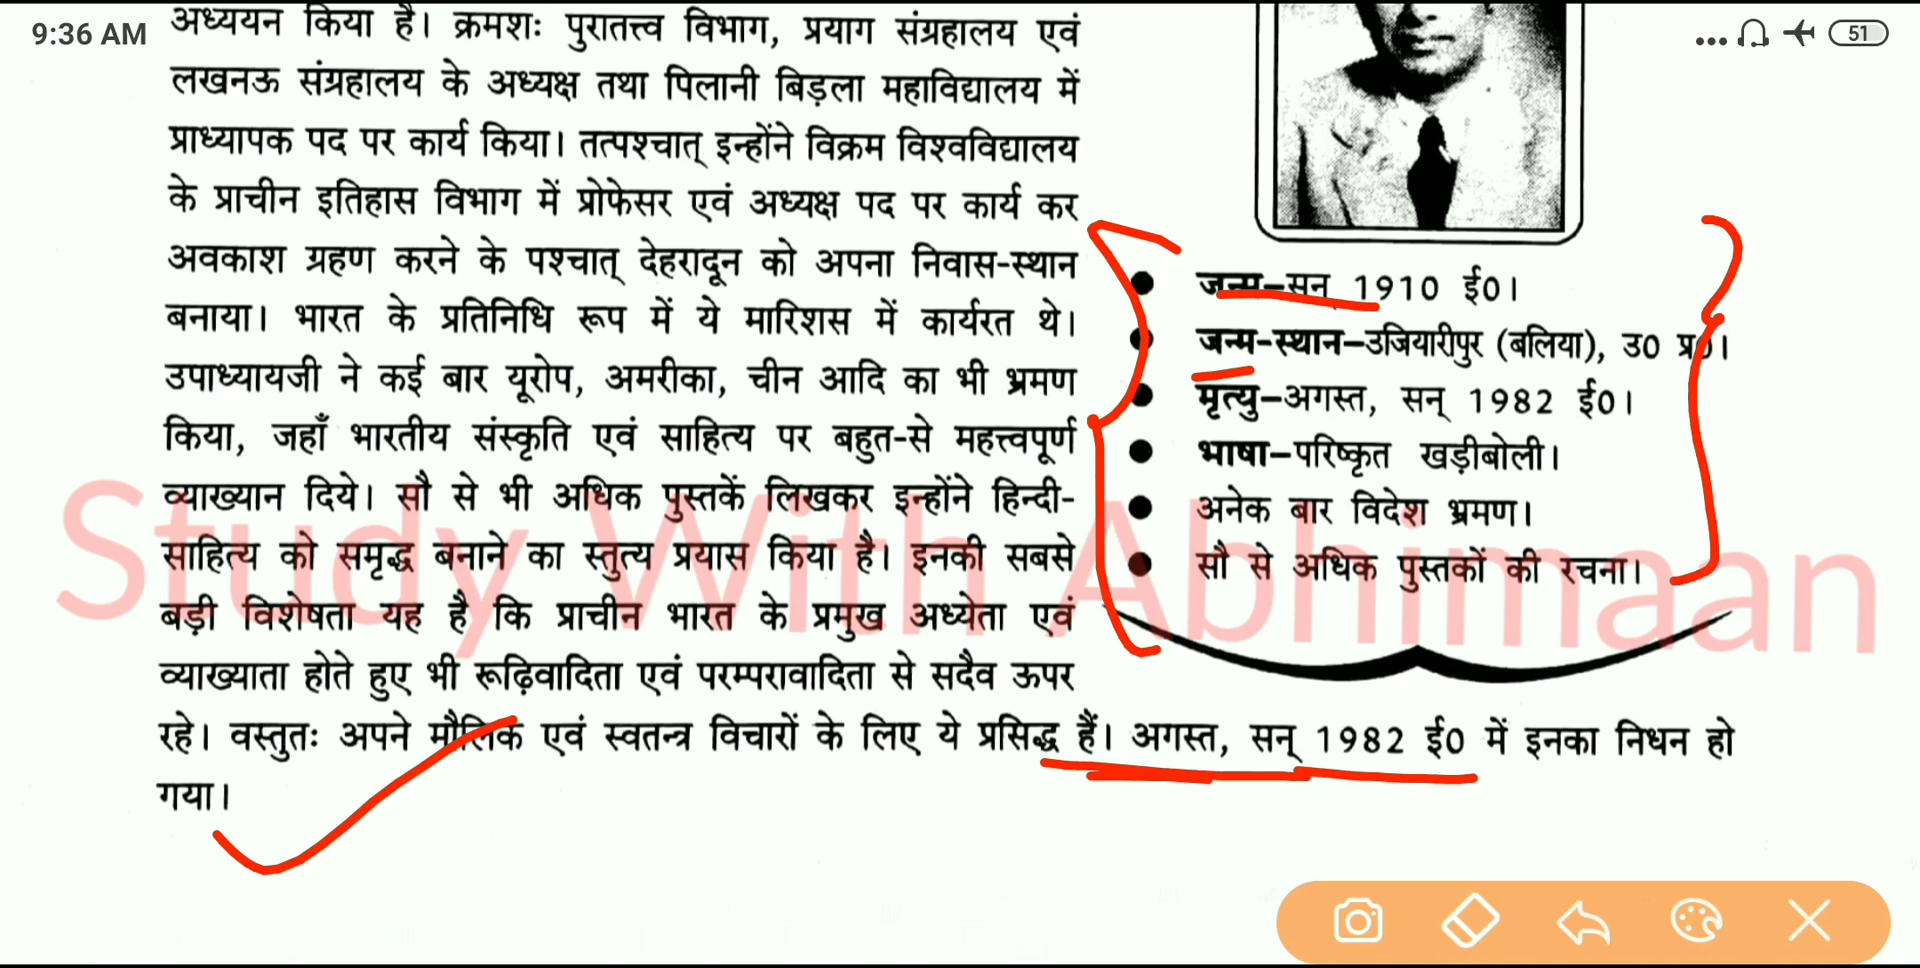 9:36 AM
51
अध्ययन किया है। क्रमशः पुरातत्त्व विभाग, प्रयाग संग्रहालय एवं
लखनऊ संग्रहालय के अध्यक्ष तथा पिलानी बिड़ला महाविद्यालय में
प्राध्यापक पद पर कार्य किया। तत्पश्चात् इन्होंने विक्रम विश्वविद्यालय
के प्राचीन इतिहास विभाग में प्रोफेसर एवं अध्यक्ष पद पर कार्य कर
अवकाश ग्रहण करने के पश्चात् देहरादून को अपना निवास-स्थान
बनाया। भारत के प्रतिनिधि रूप में ये मारिशस में कार्यरत थे।
उपाध्यायजी ने कई बार यूरोप, अमरीका, चीन आदि का भी भ्रमण
किया, जहाँ भारतीय संस्कृति एवं साहित्य पर बहुत-से महत्त्वपूर्ण
व्याख्यान दिये। सौ से भी अधिक पुस्तकें लिखकर इन्होंने हिन्दी-
साहित्य को समृद्ध बनाने का स्तुत्य प्रयास किया है। इनकी सबसे
बड़ी विशेषता यह है कि प्राचीन भारत के प्रमुख अध्येता एवं
व्याख्याता होते हुए भी रूढ़िवादिता एवं परम्परावादिता से सदैव ऊपर
रहे। वस्तुतः अपने मौलिक एवं स्वतन्त्र विचारों के लिए ये प्रसिद्ध हैं। अगस्त, सन् 1982 ई0 में इनका निधन हो
गया।
● जन्म–सन् 1910 ई0।
● जन्म-स्थान–उजियारीपुर (बलिया), उ0 प्र0।
● मृत्यु–अगस्त, सन् 1982 ई0।
● भाषा–परिष्कृत खड़ीबोली।
● अनेक बार विदेश भ्रमण।
● सौ से अधिक पुस्तकों की रचना।
Study With Abhimaan